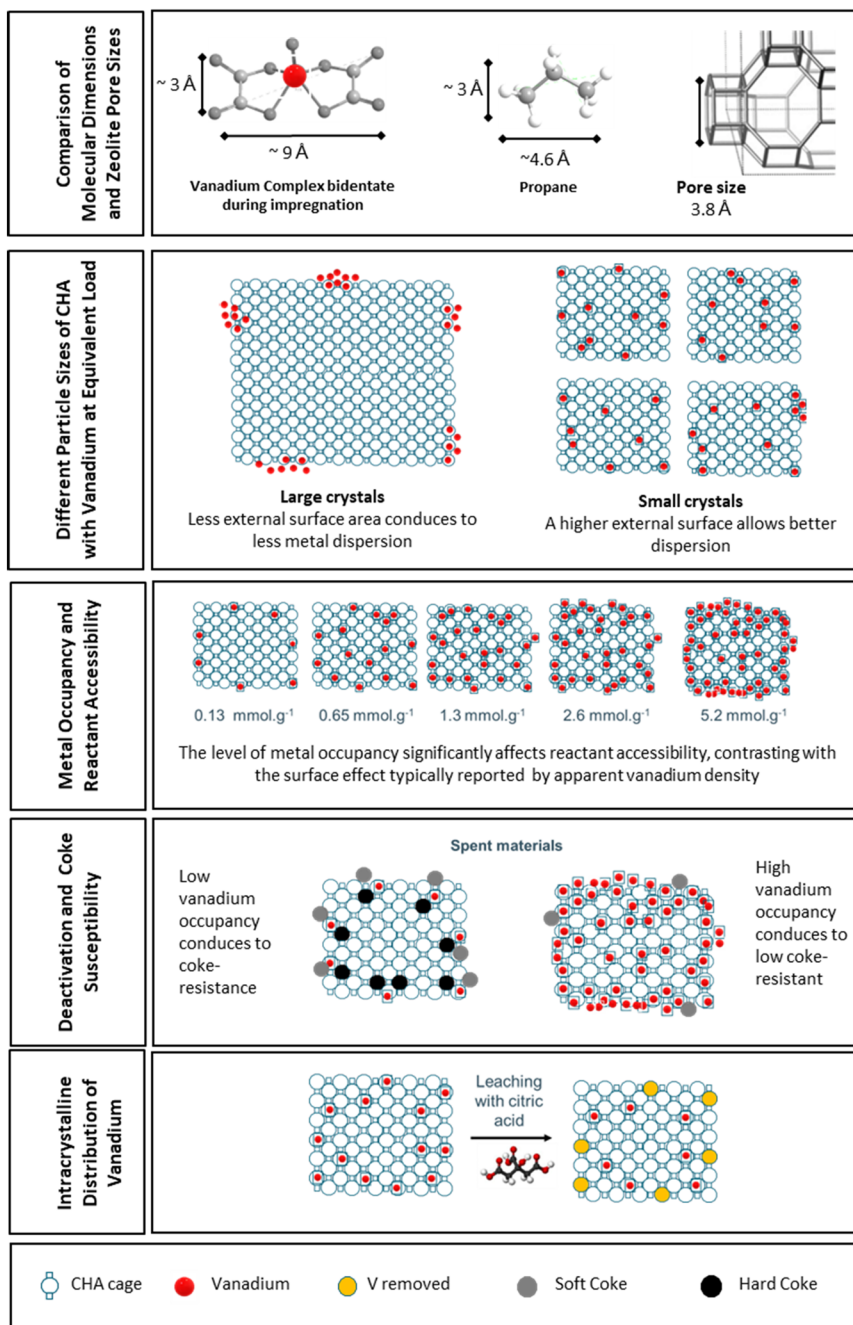 Comparison of
Molecular Dimensions
and Zeolite Pore Sizes
~ 3 Å
~ 9 Å
Vanadium Complex bidentate
during impregnation
~ 3 Å
~4.6 Å
Propane
Pore size
3.8 Å
Different Particle Sizes of CHA
with Vanadium at Equivalent Load
Large crystals
Less external surface area conduces to
less metal dispersion
Small crystals
A higher external surface allows better
dispersion
Metal Occupancy and
Reactant Accessibility
0.13 mmol.g⁻¹
0.65 mmol.g⁻¹
1.3 mmol.g⁻¹
2.6 mmol.g⁻¹
5.2 mmol.g⁻¹
The level of metal occupancy significantly affects reactant accessibility, contrasting with
the surface effect typically reported by apparent vanadium density
Deactivation and Coke
Susceptibility
Spent materials
Low
vanadium
occupancy
conduces to
coke-
resistance
High
vanadium
occupancy
conduces to
low coke-
resistant
Intracrystalline
Distribution of
Vanadium
Leaching
with citric
acid
CHA cage
Vanadium
V removed
Soft Coke
Hard Coke